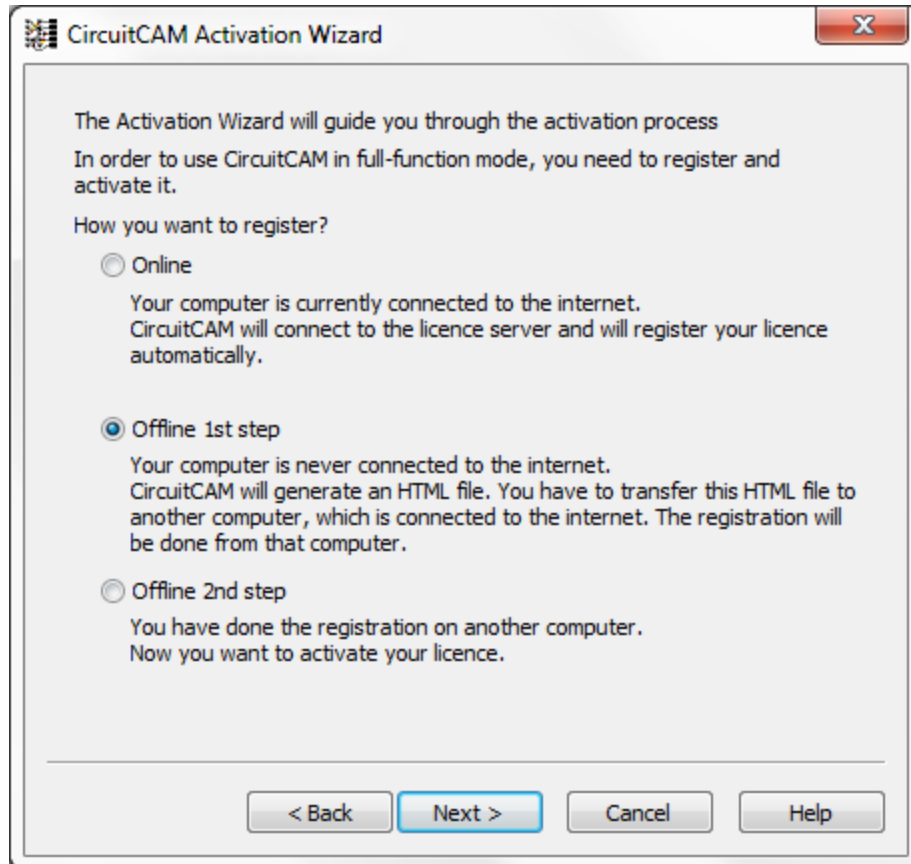 CircuitCAM Activation Wizard
The Activation Wizard will guide you through the activation process
In order to use CircuitCAM in full-function mode, you need to register and
activate it.
How you want to register?
Online
Your computer is currently connected to the internet.
CircuitCAM will connect to the licence server and will register your licence
automatically.
Offline 1st step
Your computer is never connected to the internet.
CircuitCAM will generate an HTML file. You have to transfer this HTML file to
another computer, which is connected to the internet. The registration will
be done from that computer.
Offline 2nd step
You have done the registration on another computer.
Now you want to activate your licence.
< Back Next > Cancel Help